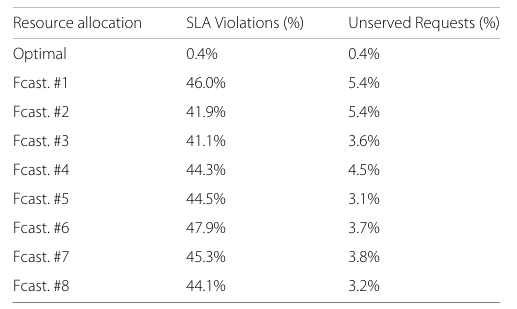 Resource allocation SLA Violations (%) Unserved Requests (%)
Optimal 0.4% 0.4%
Fcast. #1 46.0% 5.4%
Fcast. #2 41.9% 5.4%
Fcast. #3 41.1% 3.6%
Fcast. #4 44.3% 4.5%
Fcast. #5 44.5% 3.1%
Fcast. #6 47.9% 3.7%
Fcast. #7 45.3% 3.8%
Fcast. #8 44.1% 3.2%